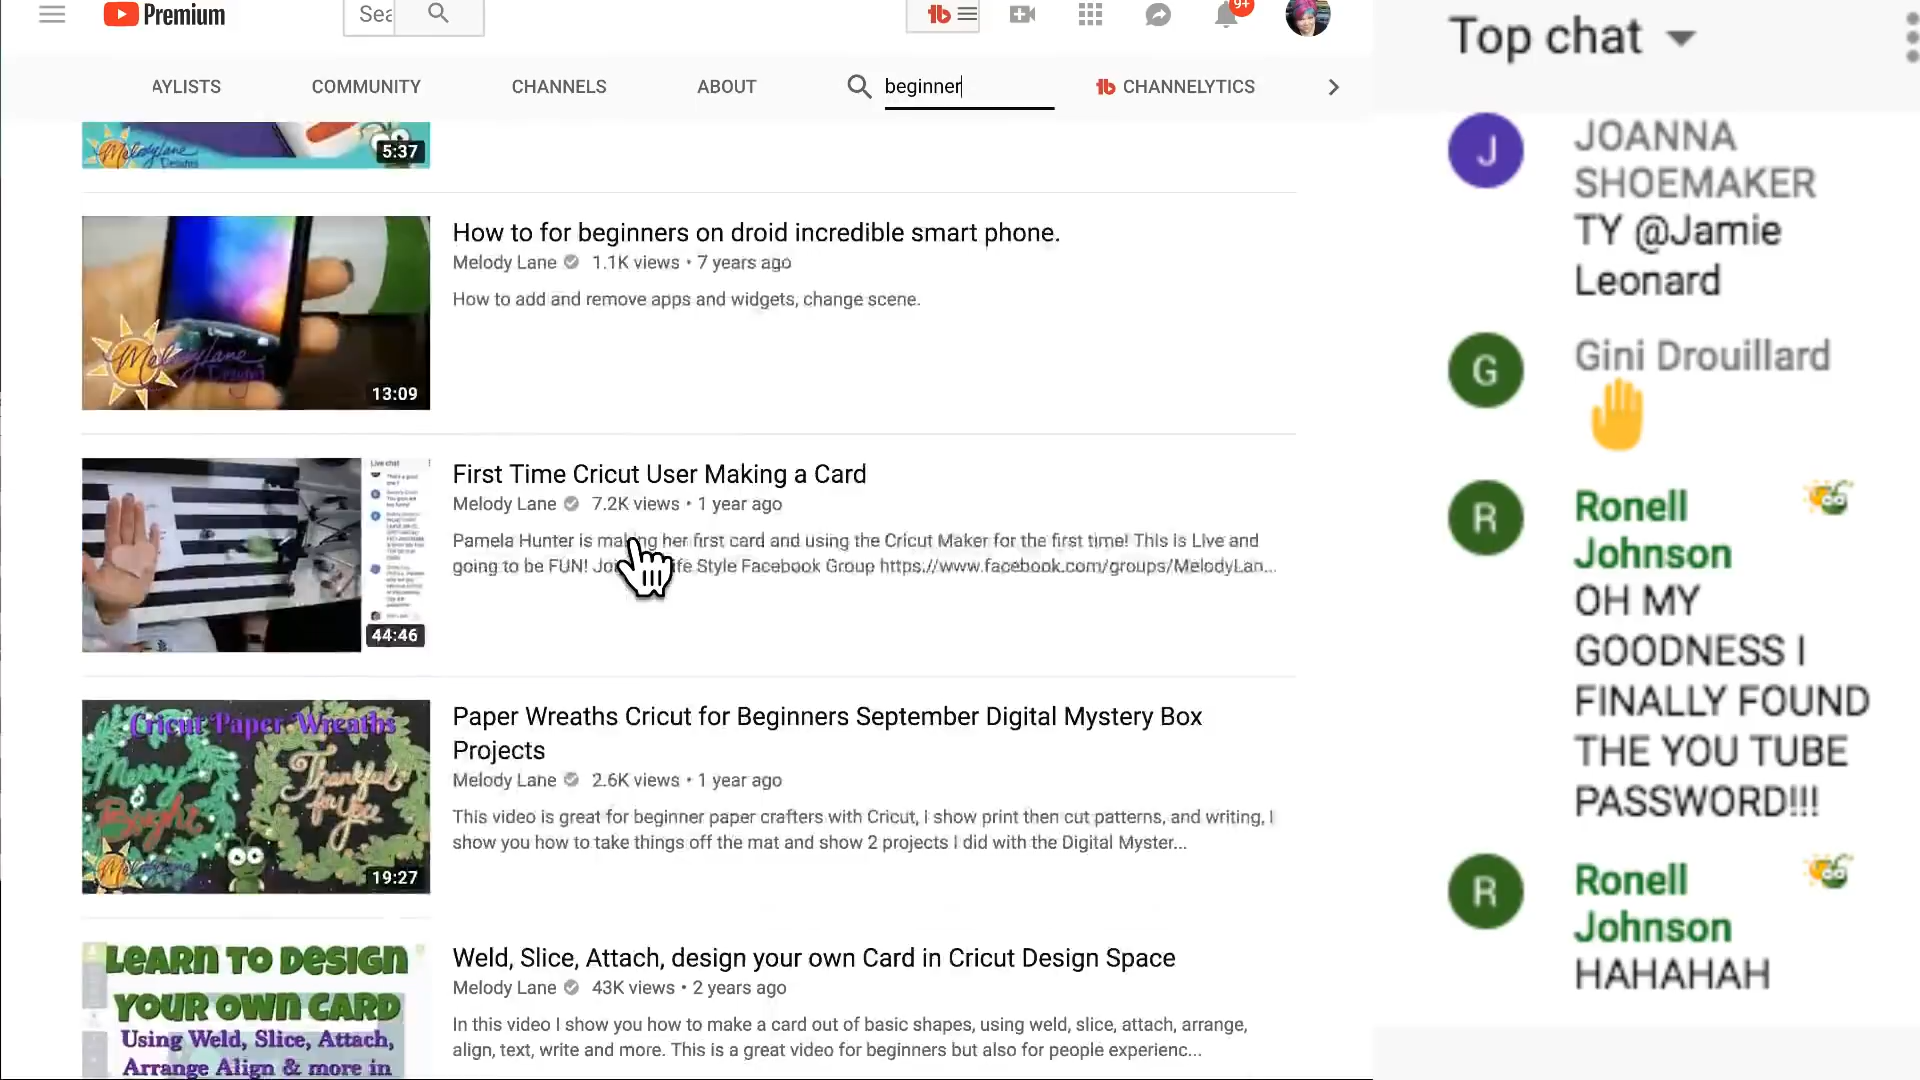 Premium
Sea
9+
AYLISTS
COMMUNITY
CHANNELS
ABOUT
beginner
CHANNELYTICS
MelodyLane
Designs
5:37
How to for beginners on droid incredible smart phone.
Melody Lane 1.1K views • 7 years ago
How to add and remove apps and widgets, change scene.
MelodyLane
13:09
First Time Cricut User Making a Card
Melody Lane 7.2K views • 1 year ago
Pamela Hunter is making her first card and using the Cricut Maker for the first time! This is Live and
going to be FUN! Style Facebook Group https://www.facebook.com/groups/MelodyLan...
Live chat
44:46
Paper Wreaths Cricut for Beginners September Digital Mystery Box
Projects
Melody Lane 2.6K views • 1 year ago
This video is great for beginner paper crafters with Cricut, I show print then cut patterns, and writing, I
show you how to take things off the mat and show 2 projects I did with the Digital Myster...
Cricut Paper Wreaths
Merry
&
Bright
Thankful
for You
19:27
Weld, Slice, Attach, design your own Card in Cricut Design Space
Melody Lane 43K views • 2 years ago
In this video I show you how to make a card out of basic shapes, using weld, slice, attach, arrange,
align, text, write and more. This is a great video for beginners but also for people experienc...
LEARN TO DESIGN
YOUR OWN CARD
Using Weld, Slice, Attach,
Arrange Align & more in
Top chat
J
JOANNA
SHOEMAKER
TY @Jamie
Leonard
G
Gini Drouillard
R
Ronell
Johnson
OH MY
GOODNESS I
FINALLY FOUND
THE YOU TUBE
PASSWORD!!!
R
Ronell
Johnson
HAHAHAH